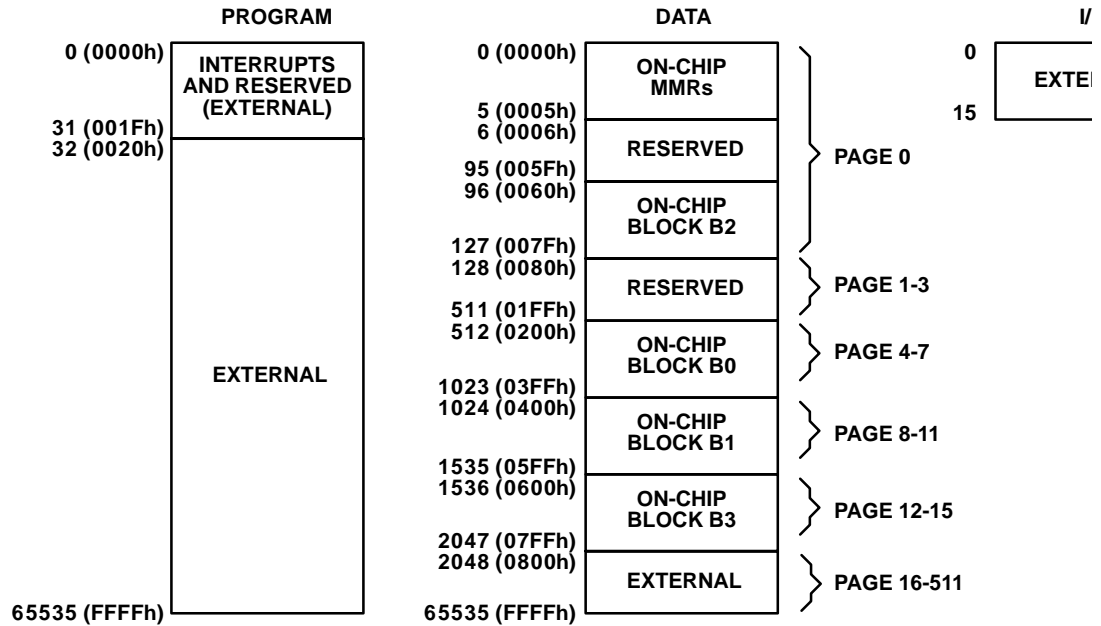 PROGRAM
0 (0000h)
INTERRUPTS
AND RESERVED
(EXTERNAL)
31 (001Fh)
32 (0020h)
EXTERNAL
65535 (FFFFh)
DATA
0 (0000h)
ON-CHIP
MMRs
5 (0005h)
6 (0006h)
RESERVED
95 (005Fh)
96 (0060h)
ON-CHIP
BLOCK B2
127 (007Fh)
128 (0080h)
RESERVED
511 (01FFh)
512 (0200h)
ON-CHIP
BLOCK B0
1023 (03FFh)
1024 (0400h)
ON-CHIP
BLOCK B1
1535 (05FFh)
1536 (0600h)
ON-CHIP
BLOCK B3
2047 (07FFh)
2048 (0800h)
EXTERNAL
65535 (FFFFh)
PAGE 0
PAGE 1-3
PAGE 4-7
PAGE 8-11
PAGE 12-15
PAGE 16-511
I/
0
15